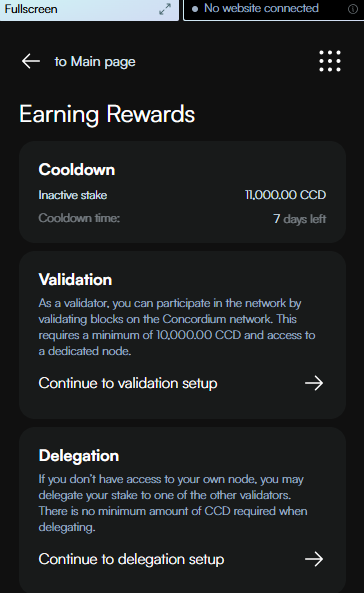 Fullscreen
No website connected
to Main page
Earning Rewards
Cooldown
Inactive stake 11,000.00 CCD
Cooldown time: 7 days left
Validation
As a validator, you can participate in the network by
validating blocks on the Concordium network. This
requires a minimum of 10,000.00 CCD and access to
a dedicated node.
Continue to validation setup
Delegation
If you don't have access to your own node, you may
delegate your stake to one of the other validators.
There is no minimum amount of CCD required when
delegating.
Continue to delegation setup